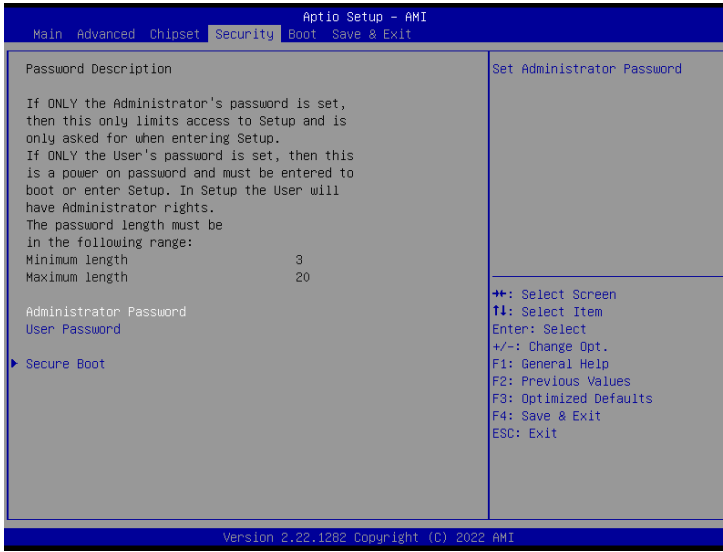 Aptio Setup – AMI
Main Advanced Chipset Security Boot Save & Exit
Password Description
If ONLY the Administrator's password is set,
then this only limits access to Setup and is
only asked for when entering Setup.
If ONLY the User's password is set, then this
is a power on password and must be entered to
boot or enter Setup. In Setup the User will
have Administrator rights.
The password length must be
in the following range:
Minimum length 3
Maximum length 20
Administrator Password
User Password
Secure Boot
Set Administrator Password
→←: Select Screen
↑↓: Select Item
Enter: Select
+/-: Change Opt.
F1: General Help
F2: Previous Values
F3: Optimized Defaults
F4: Save & Exit
ESC: Exit
Version 2.22.1282 Copyright (C) 2022 AMI